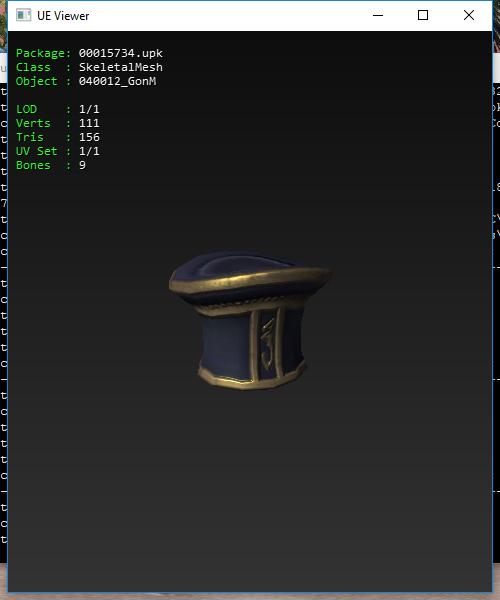 UE Viewer
Package: 00015734.upk
Class  : SkeletalMesh
Object : 040012_GonM
LOD    : 1/1
Verts  : 111
Tris   : 156
UV Set : 1/1
Bones  : 9